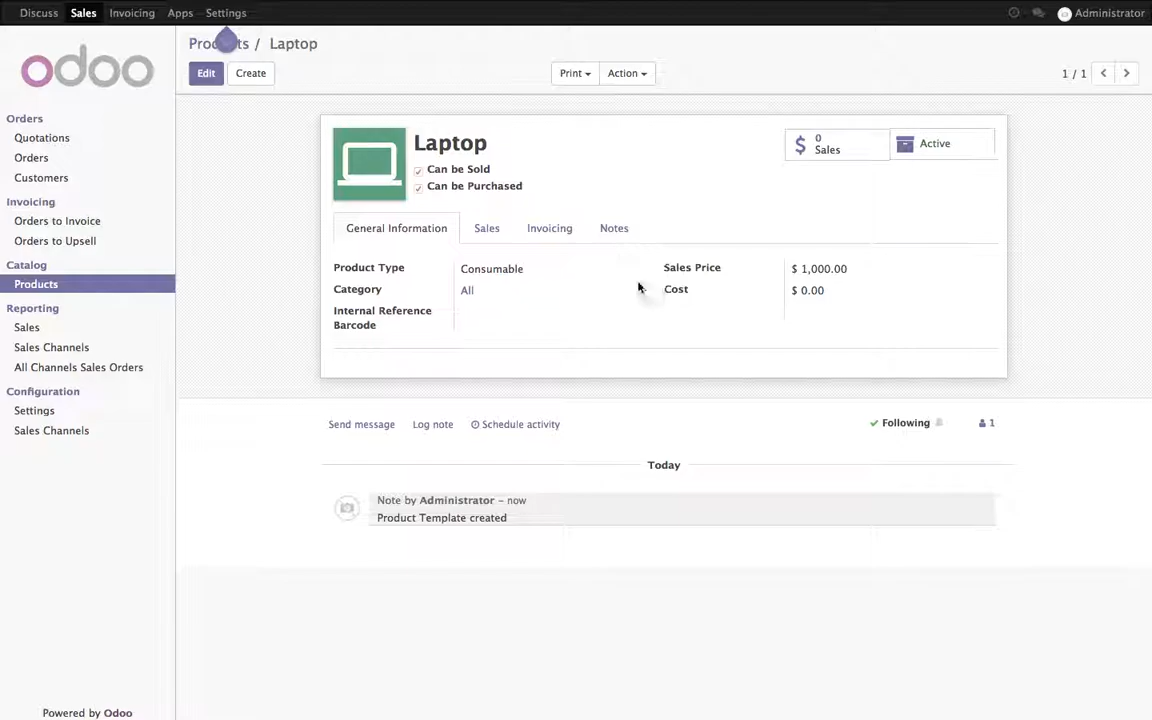 Discuss Sales Invoicing Apps Settings Administrator
Products / Laptop
Edit Create Print Action 1 / 1
odoo
Orders
Quotations
Orders
Customers
Invoicing
Orders to Invoice
Orders to Upsell
Catalog
Products
Reporting
Sales
Sales Channels
All Channels Sales Orders
Configuration
Settings
Sales Channels
Powered by Odoo
Laptop
Can be Sold
Can be Purchased
$ 0 Sales
Active
General Information Sales Invoicing Notes
Product Type Consumable
Category All
Internal Reference
Barcode
Sales Price $ 1,000.00
Cost $ 0.00
Send message Log note Schedule activity Following 1
Today
Note by Administrator – now
Product Template created